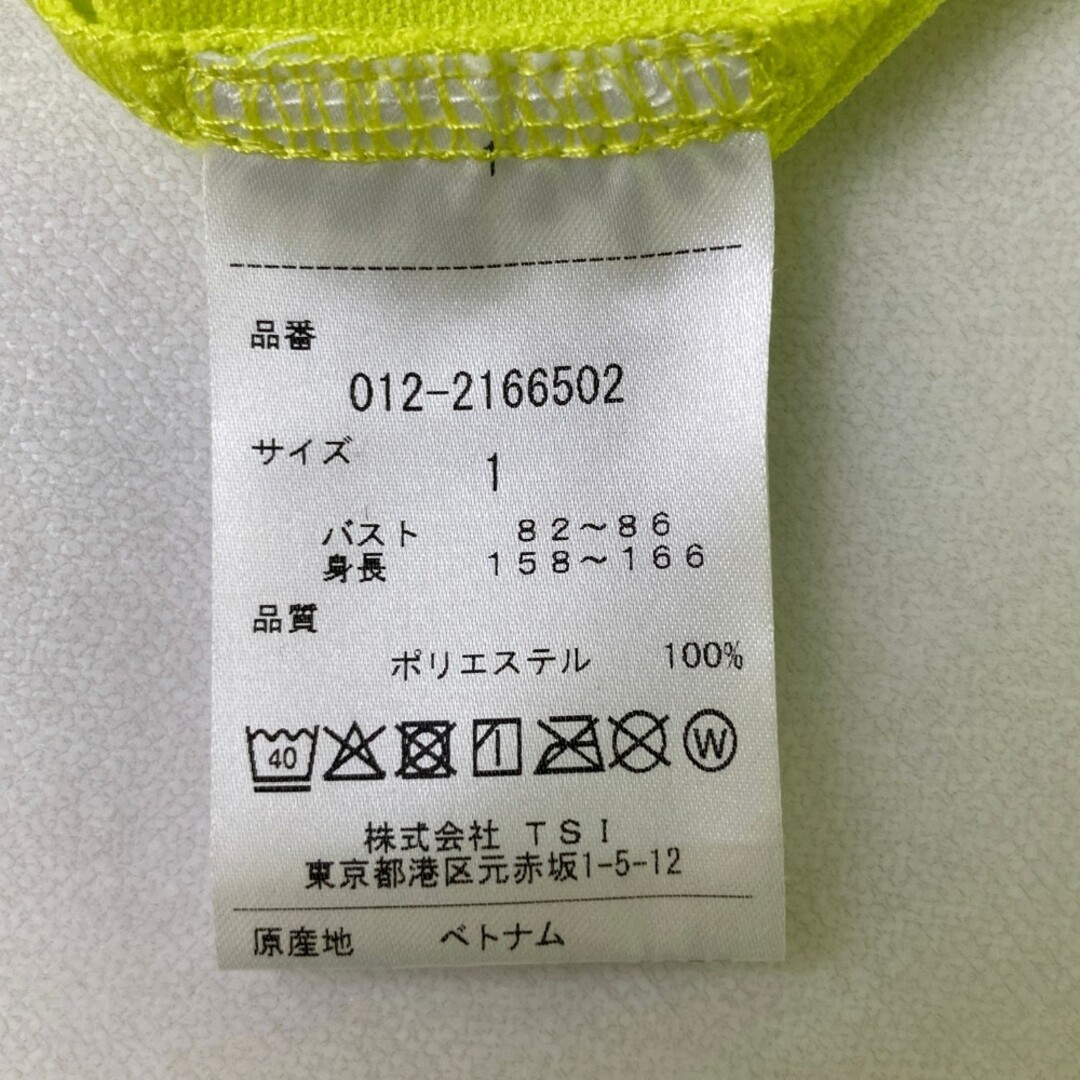 1
品番
012-2166502
サイズ 1
バスト 82～86
身長 158～166
品質
ポリエステル 100%
40 W
株式会社 TSI
東京都港区元赤坂1-5-12
原産地 ベトナム